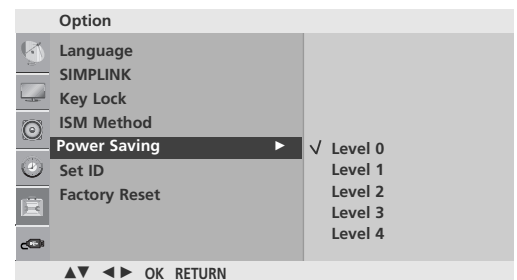 Option
Language
SIMPLINK
Key Lock
ISM Method
Power Saving ►
Set ID
Factory Reset
√ Level 0
Level 1
Level 2
Level 3
Level 4
▲▼ ◄► OK RETURN